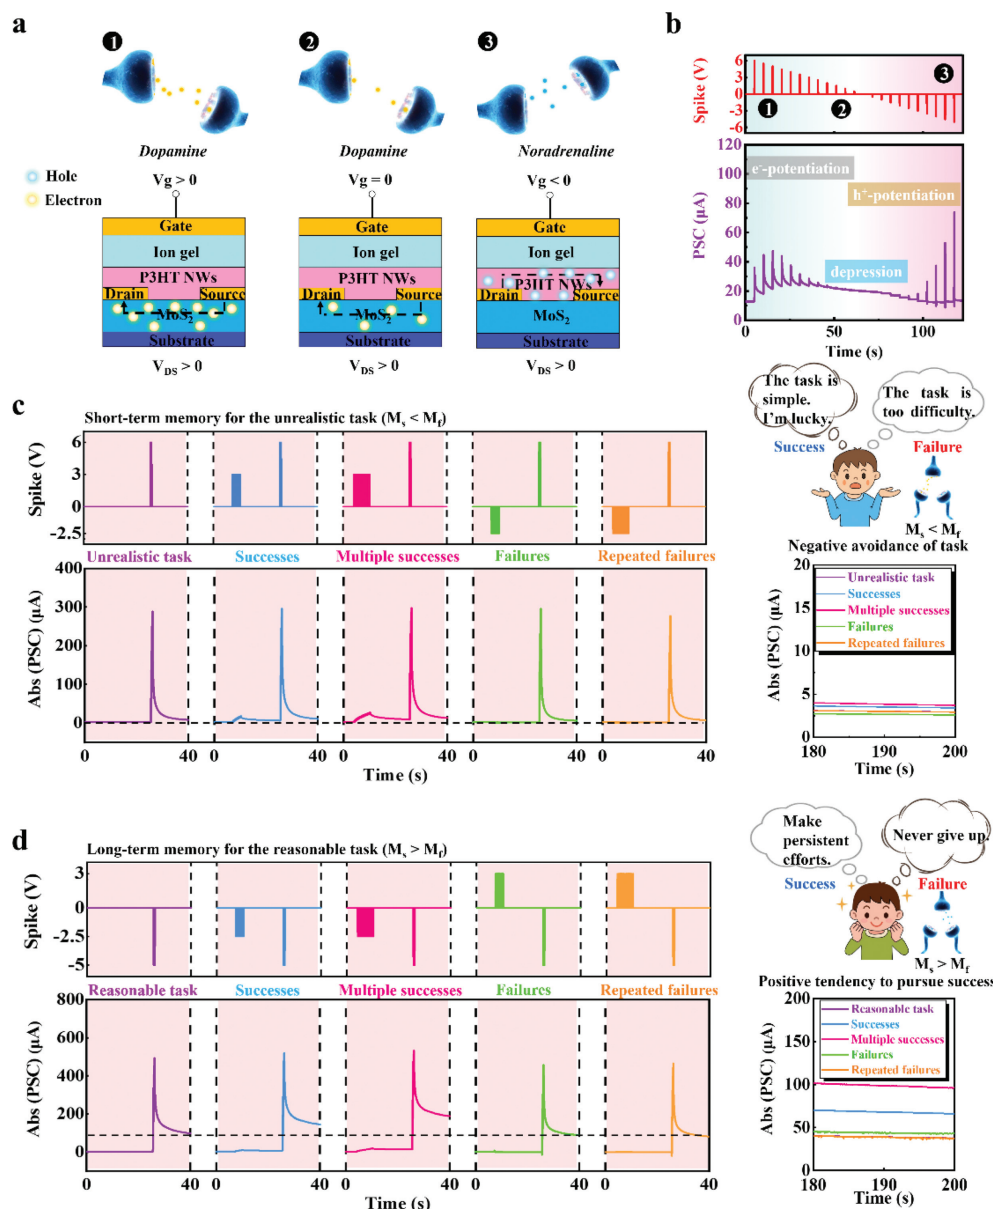 a
1
2
3
Dopamine
Dopamine
Noradrenaline
Hole
Electron
Vg > 0
Vg = 0
Vg < 0
Gate
Ion gel
P3HT NWs
Drain
Source
MoS2
Substrate
VDS > 0
Gate
Ion gel
P3HT NWs
Drain
Source
MoS2
Substrate
VDS > 0
Gate
Ion gel
P3HT NWs
Drain
Source
MoS2
Substrate
VDS > 0
b
Spike (V)
6
3
0
-3
-6
1
2
3
PSC (μA)
120
100
80
60
40
20
0
e⁻-potentiation
h⁺-potentiation
depression
0
50
100
Time (s)
c
Short-term memory for the unrealistic task (Ms < Mf)
Spike (V)
6
3
0
-2.5
Unrealistic task
Successes
Multiple successes
Failures
Repeated failures
Abs (PSC) (μA)
400
300
200
100
0
0
40
0
40
0
40
0
40
0
40
Time (s)
The task is
simple.
I'm lucky.
The task is
too difficulty.
Success
Failure
Ms < Mf
Negative avoidance of task
Abs (PSC) (μA)
20
15
10
5
0
Unrealistic task
Successes
Multiple successes
Failures
Repeated failures
180
190
200
Time (s)
d
Long-term memory for the reasonable task (Ms > Mf)
Spike (V)
3
0
-2.5
-5
Reasonable task
Successes
Multiple successes
Failures
Repeated failures
Abs (PSC) (μA)
800
600
400
200
0
0
40
0
40
0
40
0
40
0
40
Time (s)
Make
persistent
efforts.
Never give up.
Success
Failure
Ms > Mf
Positive tendency to pursue success
Abs (PSC) (μA)
200
150
100
50
0
Reasonable task
Successes
Multiple successes
Failures
Repeated failures
180
190
200
Time (s)